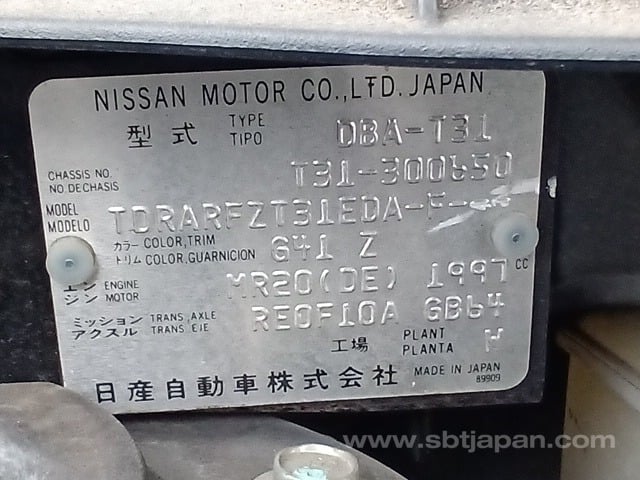 NISSAN MOTOR CO.,LTD. JAPAN
型式 TYPE TIPO DBA-T31
CHASSIS NO. NO.DECHASIS T31-300650
MODEL MODELO TDRARFZT31EDA-F-
カラー COLOR,TRIM
トリム COLOR,GUARNICION G41 Z
エンジン ENGINE MOTOR MR20(DE) 1997 CC
ミッション TRANS,AXLE
アクスル TRANS EJE RE0F10A GB64
工場 PLANT PLANTA W
日産自動車株式会社 MADE IN JAPAN
89909
www.sbtjapan.com